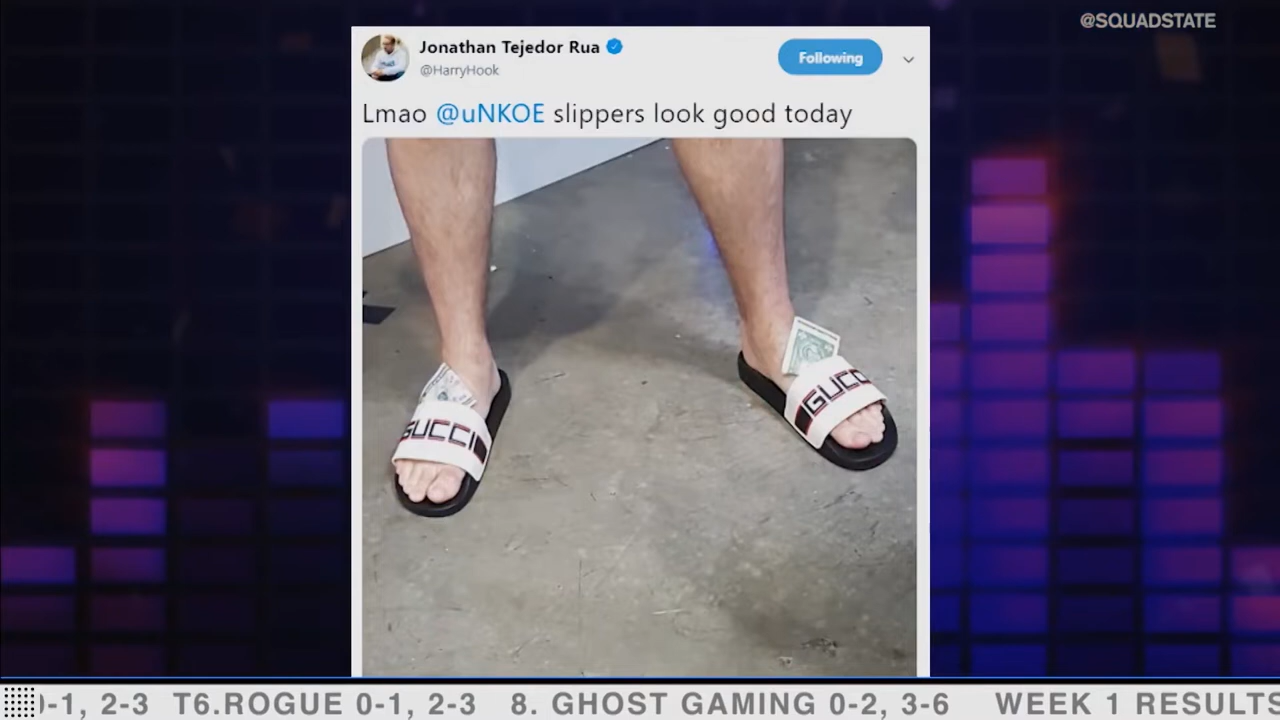 @SQUADSTATE
Jonathan Tejedor Rua
@HarryHook
Following
Lmao @uNKOE slippers look good today
GUCCI
GUCCI
-1, 2-3 T6.ROGUE 0-1, 2-3 8. GHOST GAMING 0-2, 3-6 WEEK 1 RESULTS